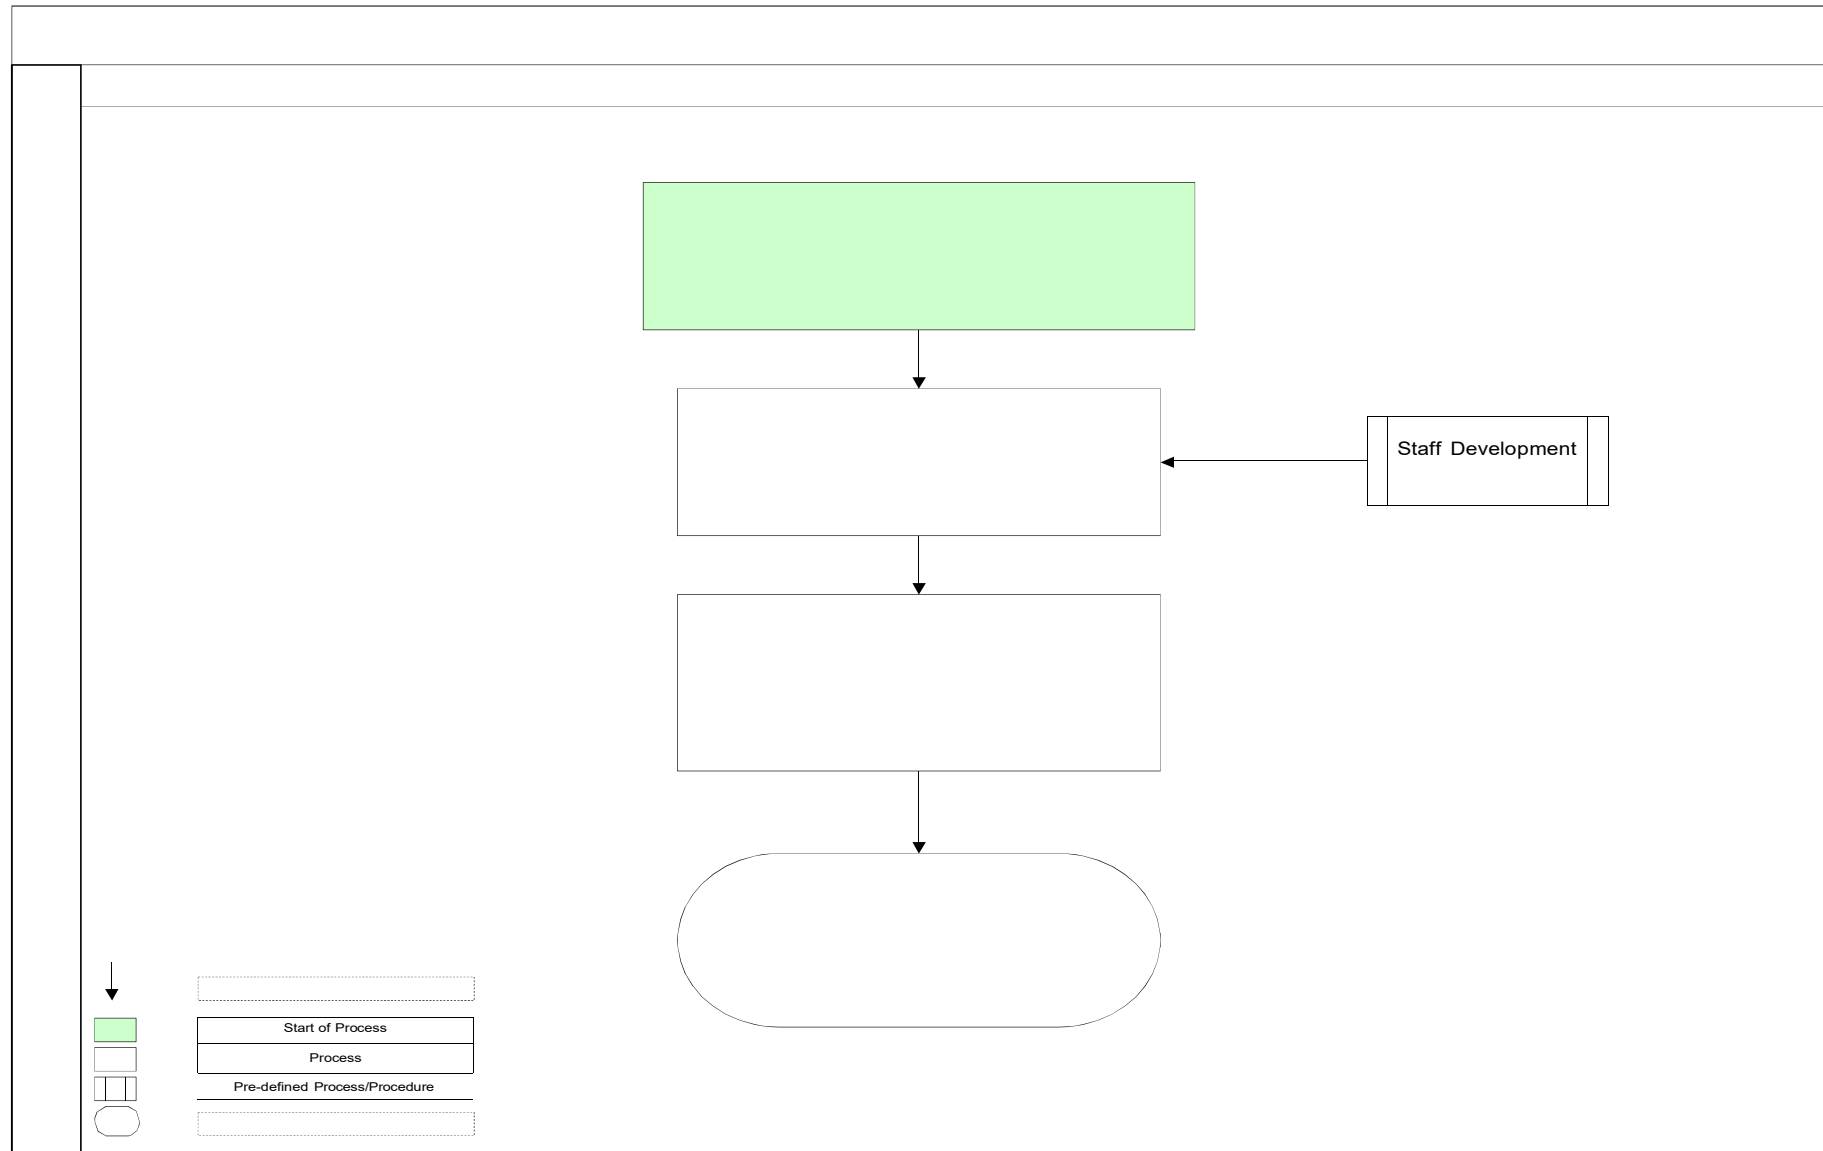 Staff Development
Start of Process
Process
Pre-defined Process/Procedure